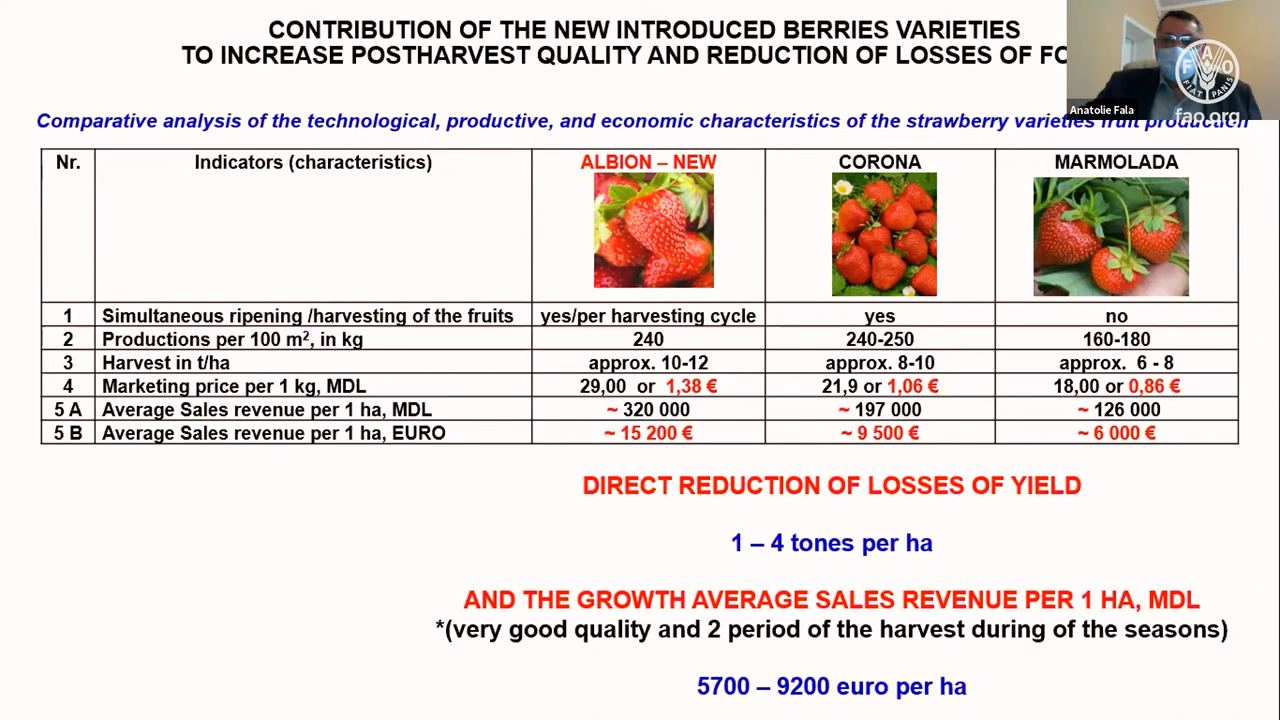 CONTRIBUTION OF THE NEW INTRODUCED BERRIES VARIETIES
TO INCREASE POSTHARVEST QUALITY AND REDUCTION OF LOSSES OF
FAO
FIAT PANIS
Anatolie Fala
fao.org
Comparative analysis of the technological, productive, and economic characteristics of the strawberry varieties fruit production
Nr. Indicators (characteristics) ALBION – NEW CORONA MARMOLADA
1 Simultaneous ripening /harvesting of the fruits yes/per harvesting cycle yes no
2 Productions per 100 m², in kg 240 240-250 160-180
3 Harvest in t/ha approx. 10-12 approx. 8-10 approx. 6 - 8
4 Marketing price per 1 kg, MDL 29,00 or 1,38 € 21,9 or 1,06 € 18,00 or 0,86 €
5 A Average Sales revenue per 1 ha, MDL ~ 320 000 ~ 197 000 ~ 126 000
5 B Average Sales revenue per 1 ha, EURO ~ 15 200 € ~ 9 500 € ~ 6 000 €
DIRECT REDUCTION OF LOSSES OF YIELD
1 – 4 tones per ha
AND THE GROWTH AVERAGE SALES REVENUE PER 1 HA, MDL
*(very good quality and 2 period of the harvest during of the seasons)
5700 – 9200 euro per ha